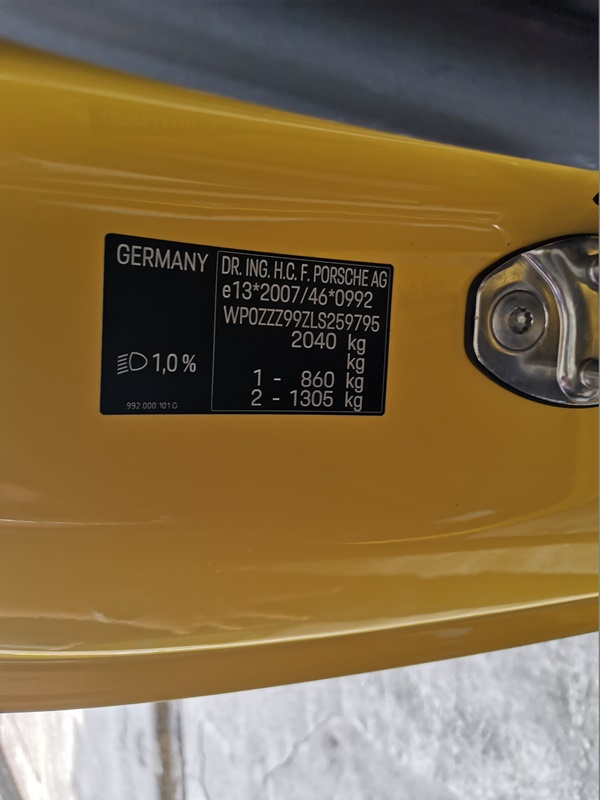 GERMANY
1,0%
992 000 101 G
DR. ING. H.C. F. PORSCHE AG
e13*2007/46*0992
WP0ZZZ99ZLS259795
2040 kg
kg
1 - 860 kg
2 - 1305 kg